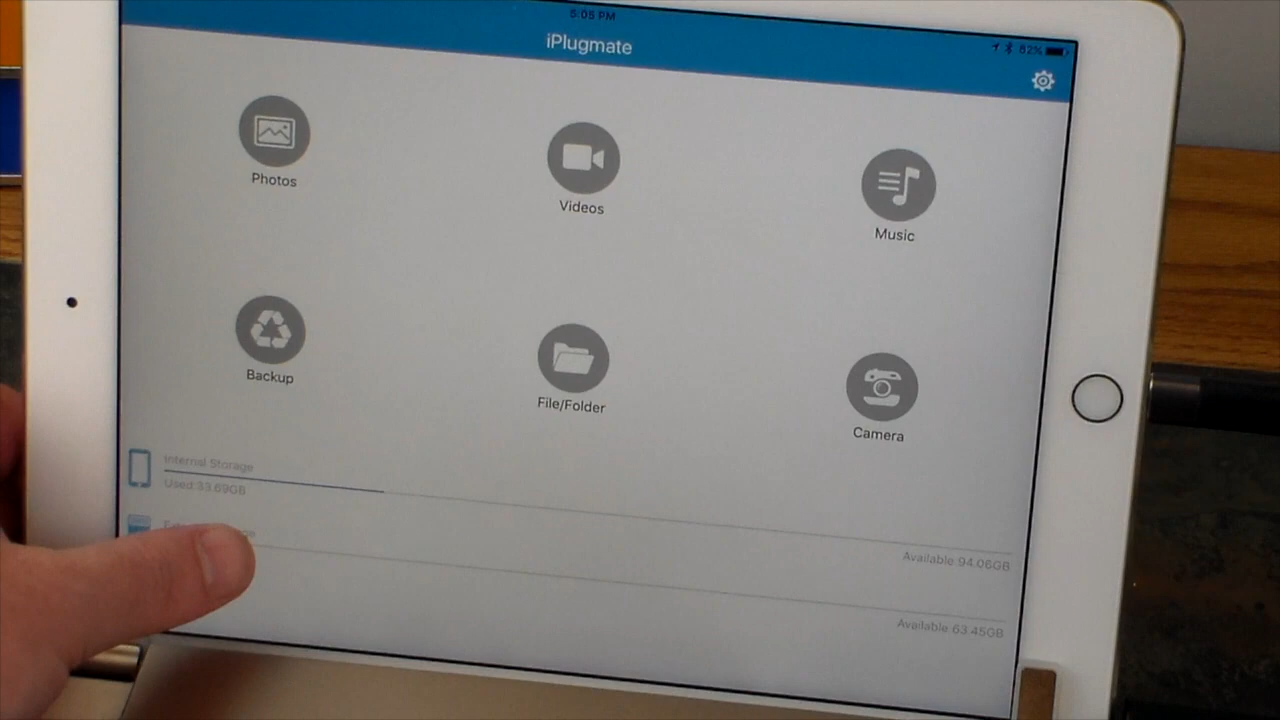 5:05 PM
iPlugmate
82%
Photos
Videos
Music
Backup
File/Folder
Camera
Internal Storage
Used 33.69GB
Available 94.06GB
Available 63.45GB